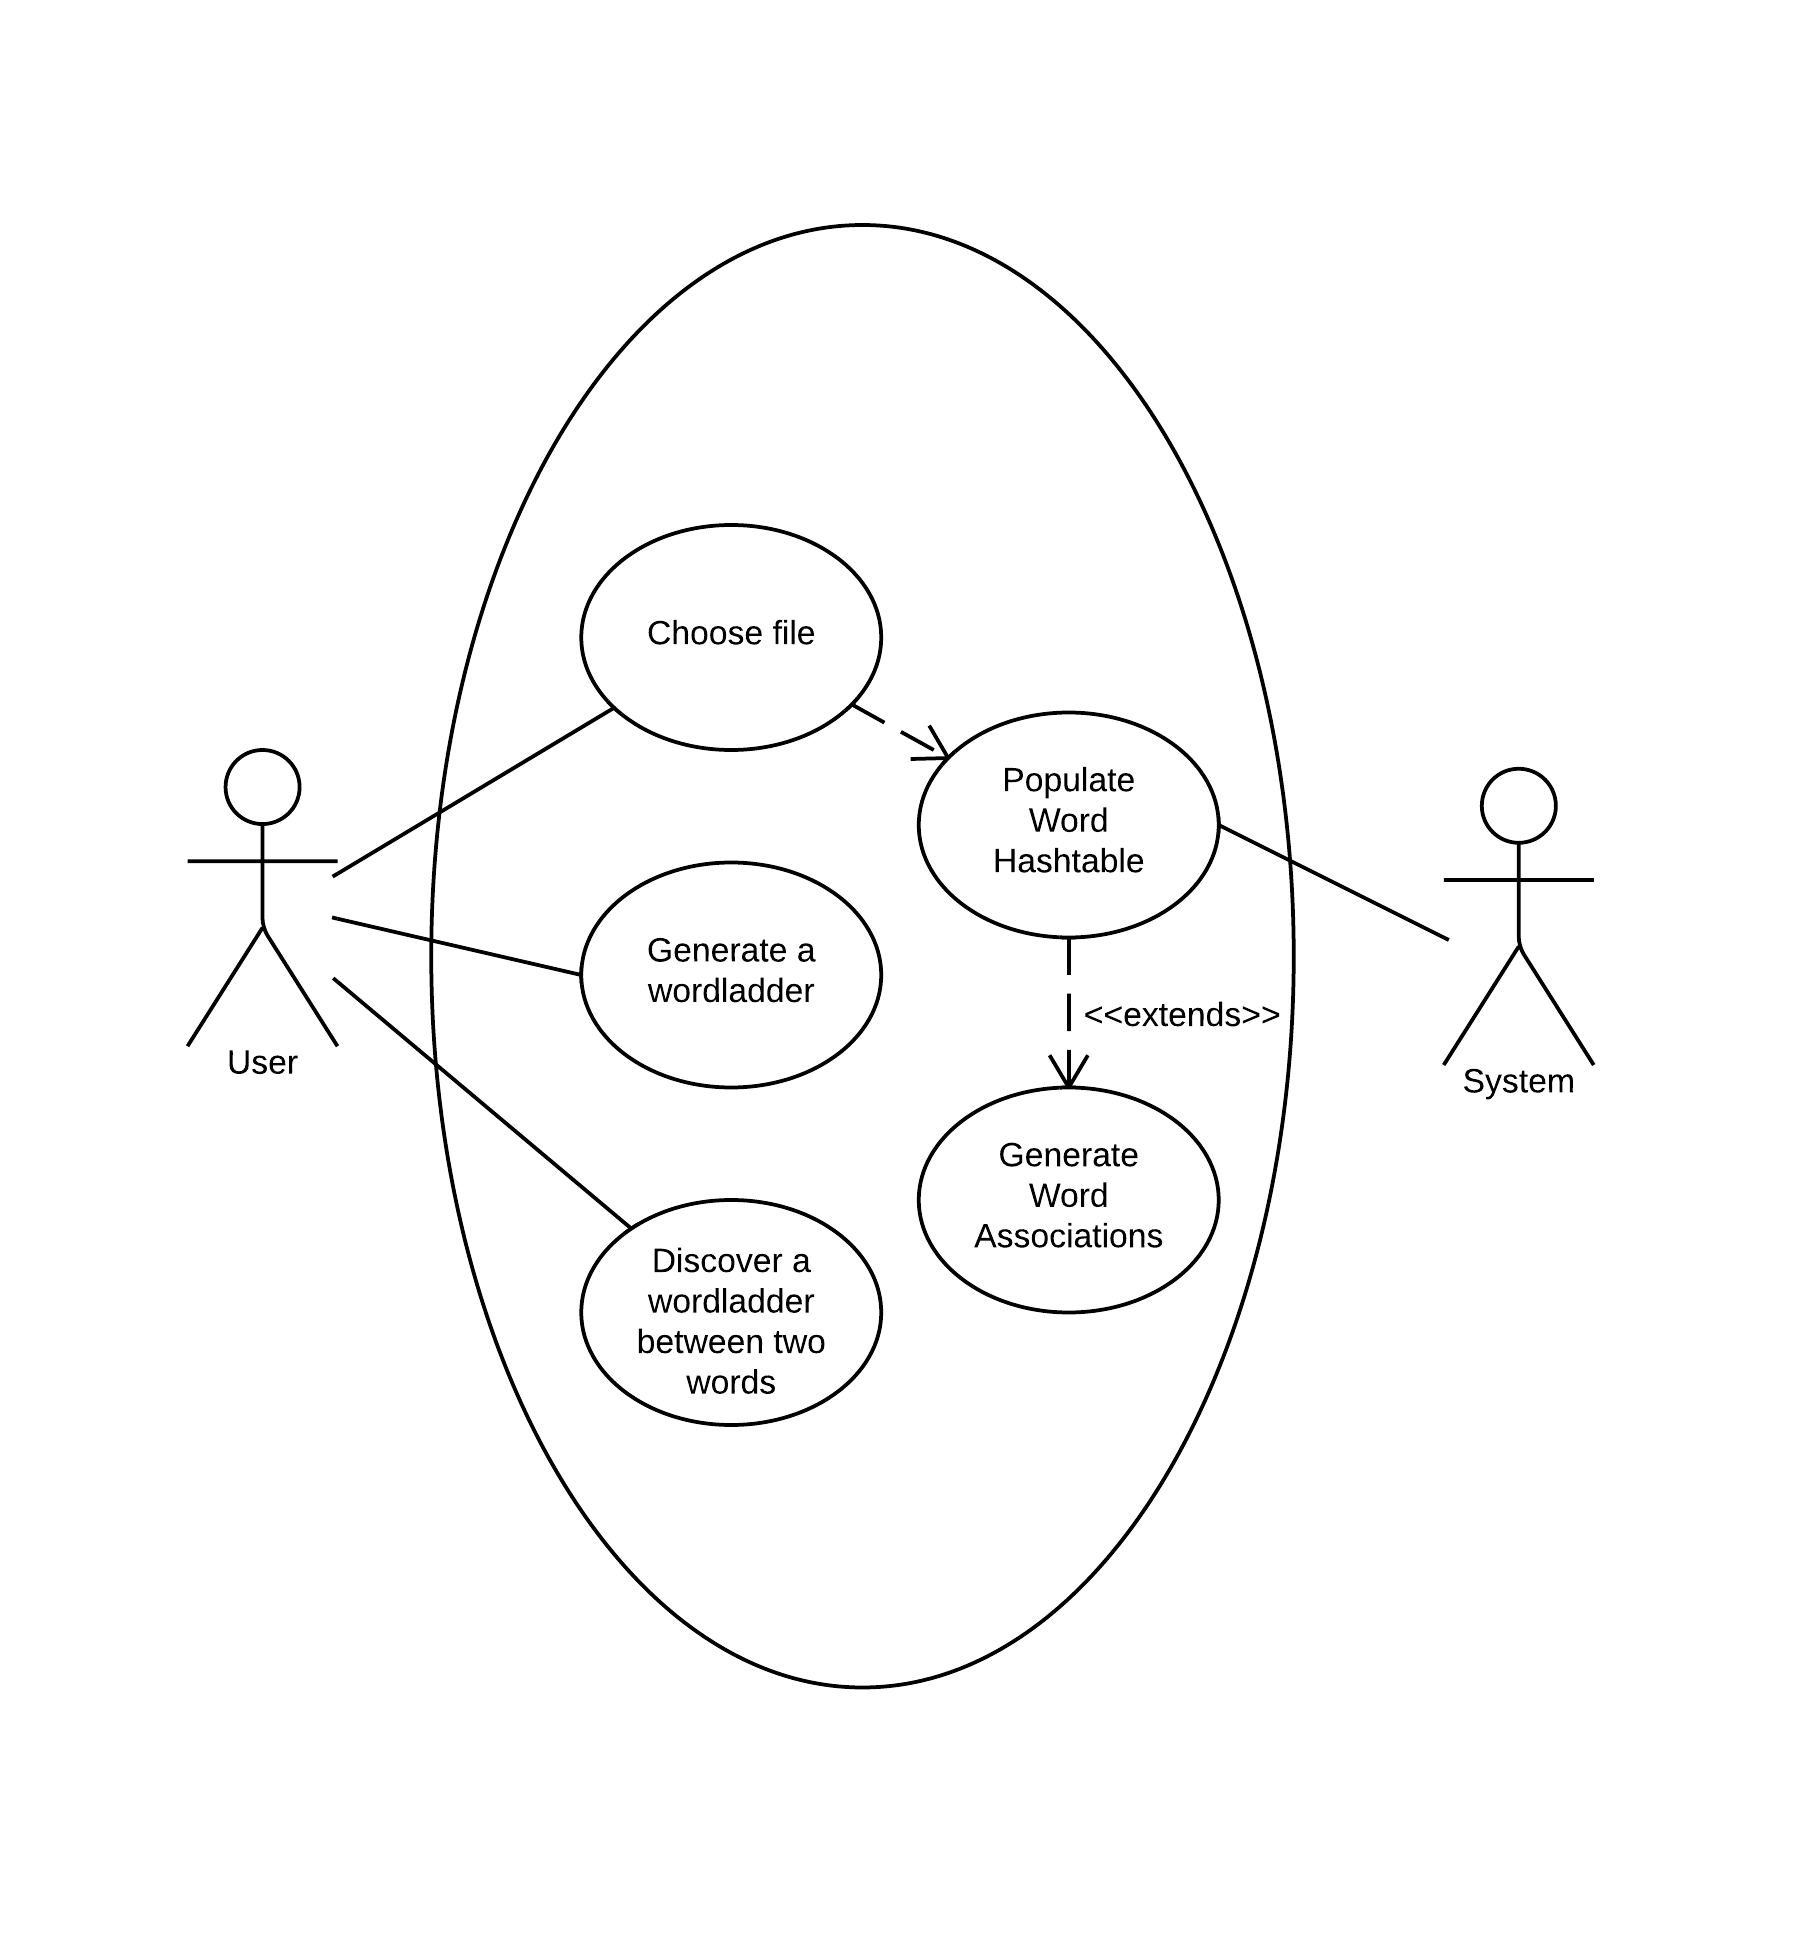 Choose file
Populate
Word
Hashtable
Generate a
wordladder
<<extends>>
User
System
Generate
Word
Associations
Discover a
wordladder
between two
words